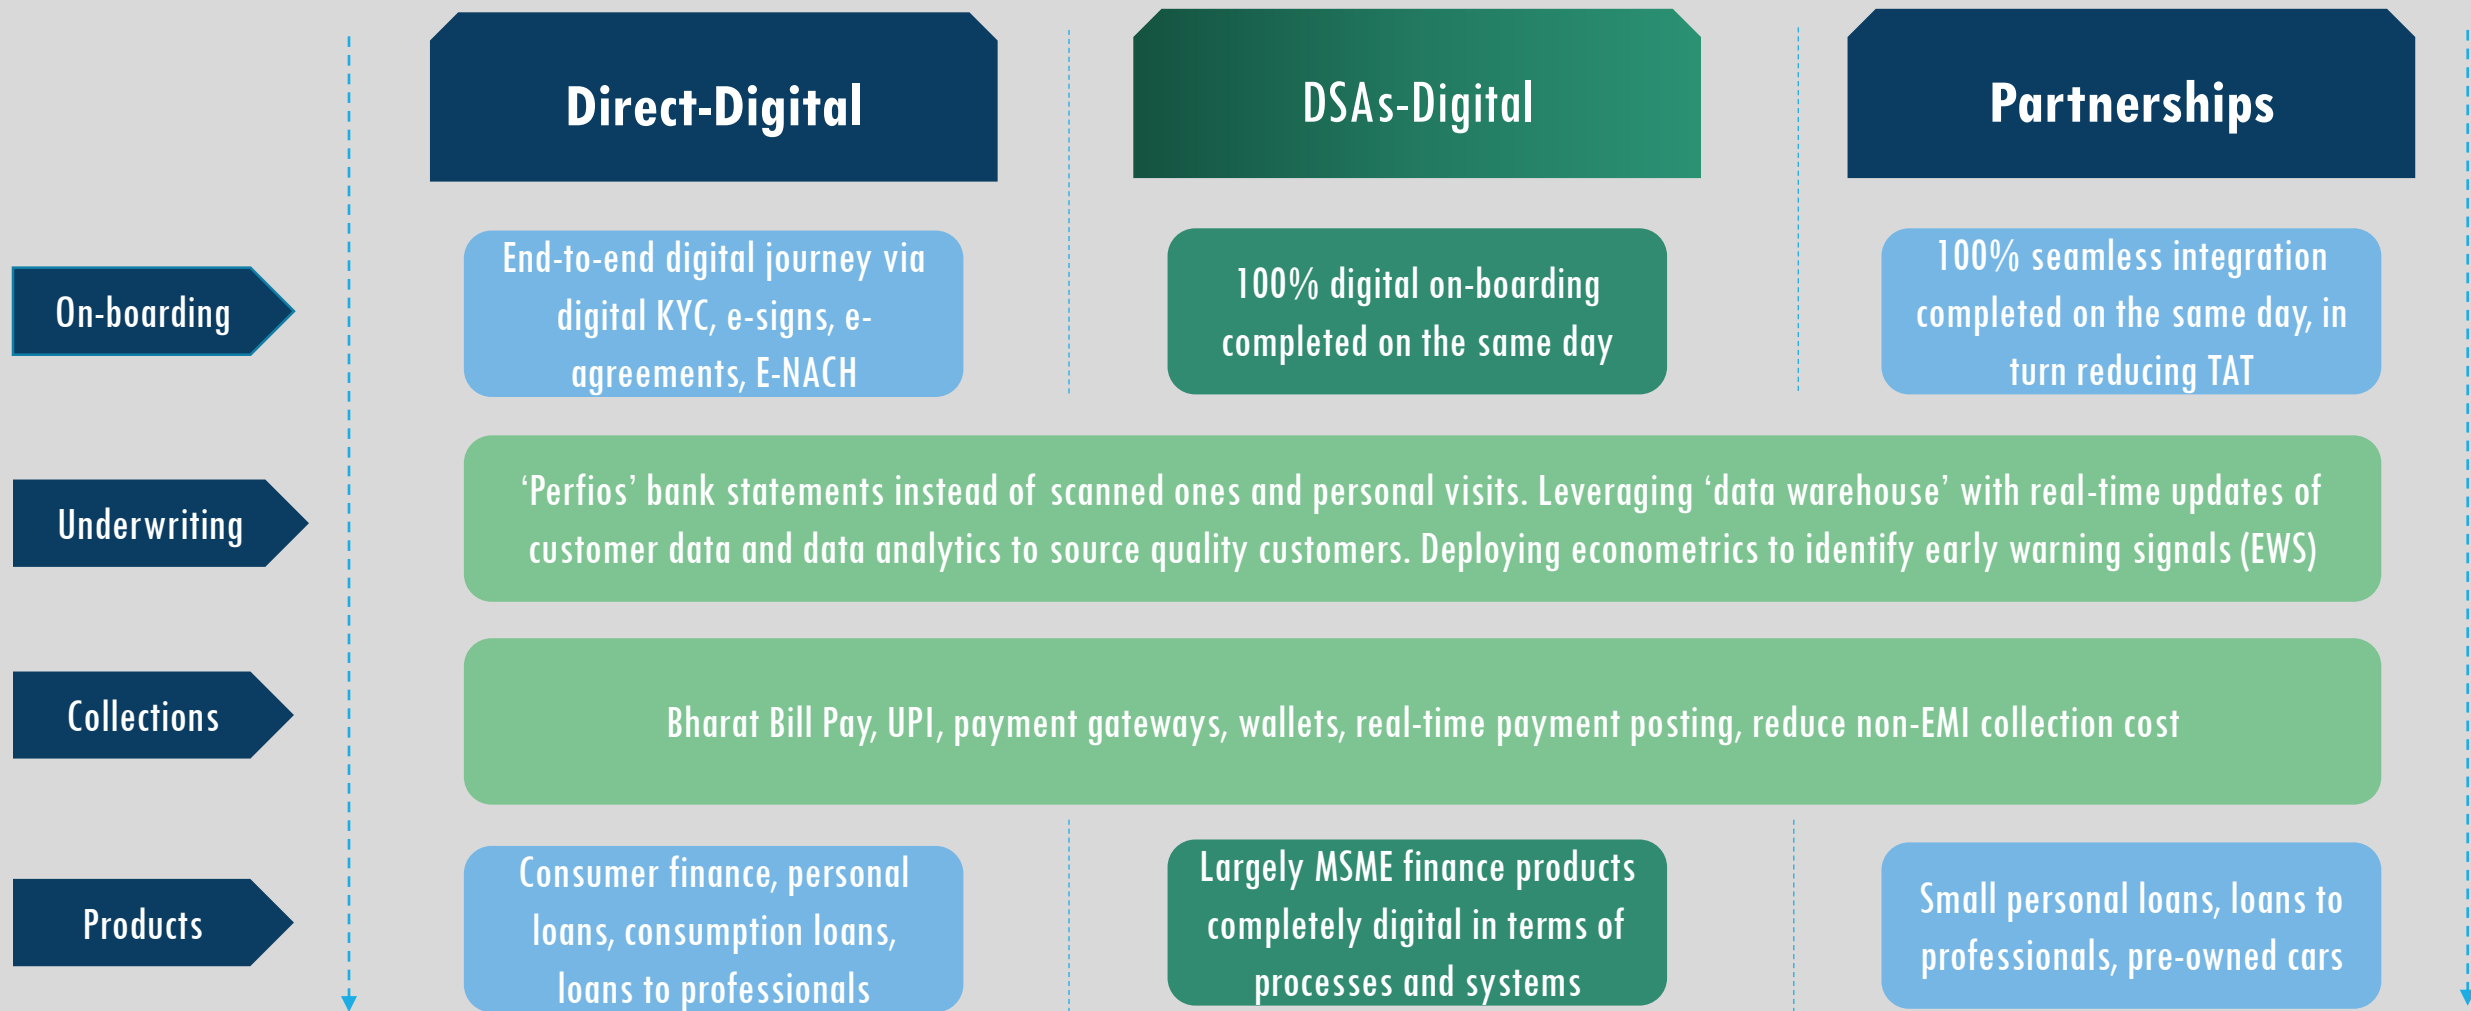 Direct-Digital
DSAs-Digital
Partnerships
On-boarding
End-to-end digital journey via
digital KYC, e-signs, e-
agreements, E-NACH
100% digital on-boarding
completed on the same day
100% seamless integration
completed on the same day, in
turn reducing TAT
Underwriting
‘Perfios’ bank statements instead of scanned ones and personal visits. Leveraging ‘data warehouse’ with real-time updates of
customer data and data analytics to source quality customers. Deploying econometrics to identify early warning signals (EWS)
Collections
Bharat Bill Pay, UPI, payment gateways, wallets, real-time payment posting, reduce non-EMI collection cost
Products
Consumer finance, personal
loans, consumption loans,
loans to professionals
Largely MSME finance products
completely digital in terms of
processes and systems
Small personal loans, loans to
professionals, pre-owned cars